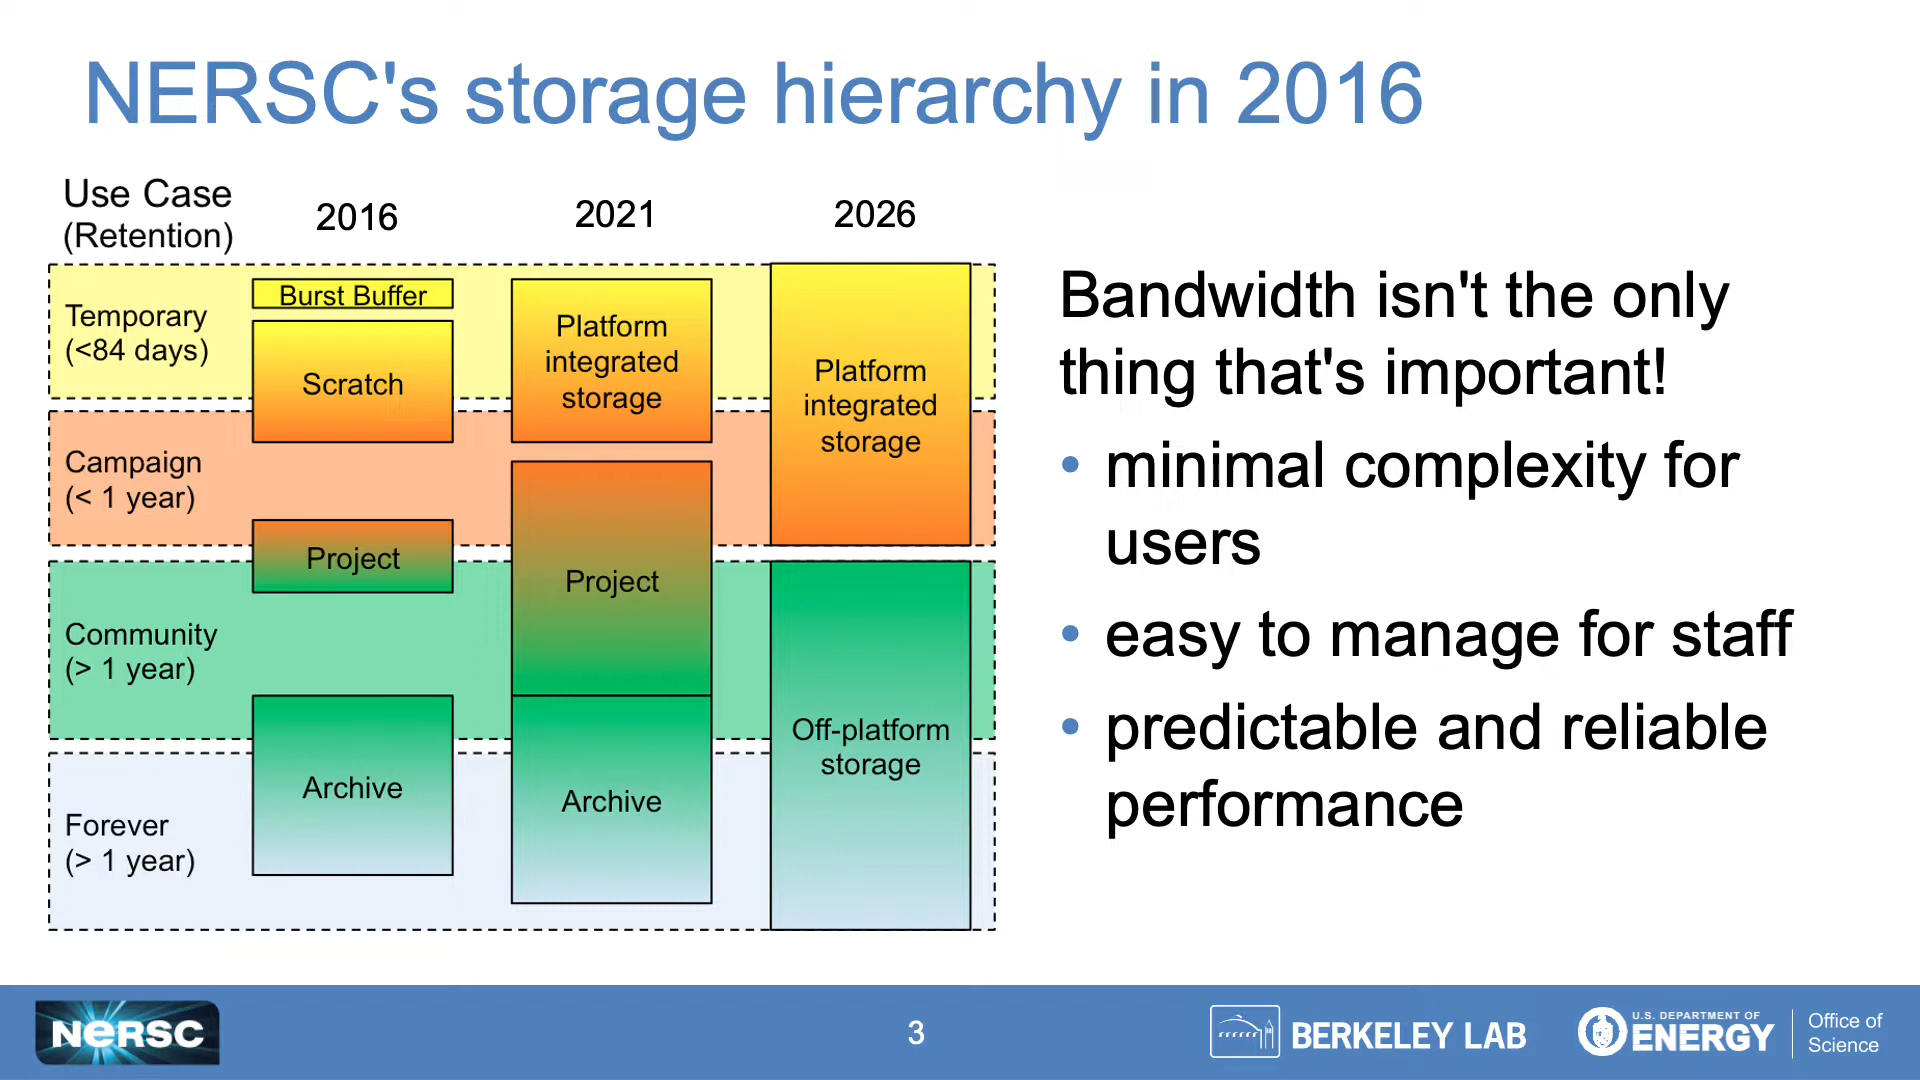 NERSC's storage hierarchy in 2016
Use Case
(Retention)
2016
2021
2026
Temporary
(<84 days)
Campaign
(< 1 year)
Community
(> 1 year)
Forever
(> 1 year)
Burst Buffer
Scratch
Project
Archive
Platform
integrated
storage
Project
Archive
Platform
integrated
storage
Off-platform
storage
Bandwidth isn't the only
thing that's important!
• minimal complexity for
users
• easy to manage for staff
• predictable and reliable
performance
NERSC
3
BERKELEY LAB
U.S. DEPARTMENT OF
ENERGY
Office of
Science